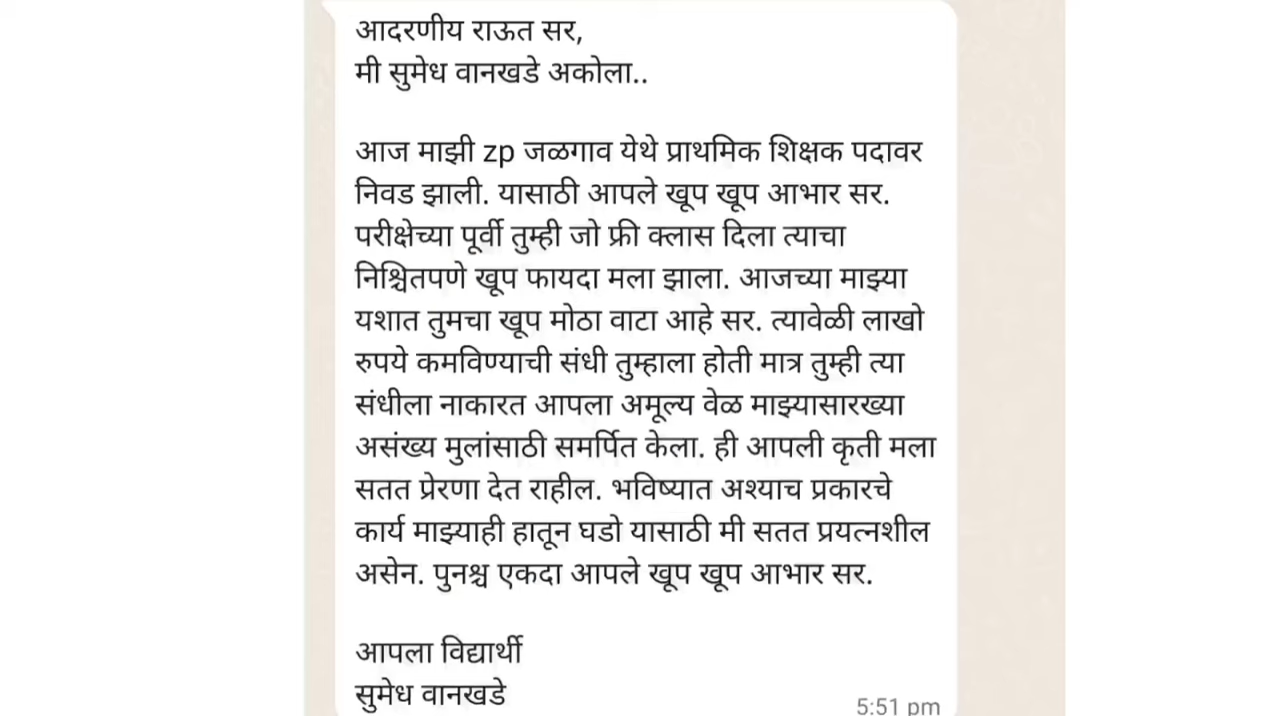 आदरणीय राऊत सर,
मी सुमेध वानखडे अकोला..
आज माझी zp जळगाव येथे प्राथमिक शिक्षक पदावर
निवड झाली. यासाठी आपले खूप खूप आभार सर.
परीक्षेच्या पूर्वी तुम्ही जो फ्री क्लास दिला त्याचा
निश्चितपणे खूप फायदा मला झाला. आजच्या माझ्या
यशात तुमचा खूप मोठा वाटा आहे सर. त्यावेळी लाखो
रुपये कमविण्याची संधी तुम्हाला होती मात्र तुम्ही त्या
संधीला नाकारत आपला अमूल्य वेळ माझ्यासारख्या
असंख्य मुलांसाठी समर्पित केला. ही आपली कृती मला
सतत प्रेरणा देत राहील. भविष्यात अश्याच प्रकारचे
कार्य माझ्याही हातून घडो यासाठी मी सतत प्रयत्नशील
असेन. पुनश्च एकदा आपले खूप खूप आभार सर.
आपला विद्यार्थी
सुमेध वानखडे
5:51 pm